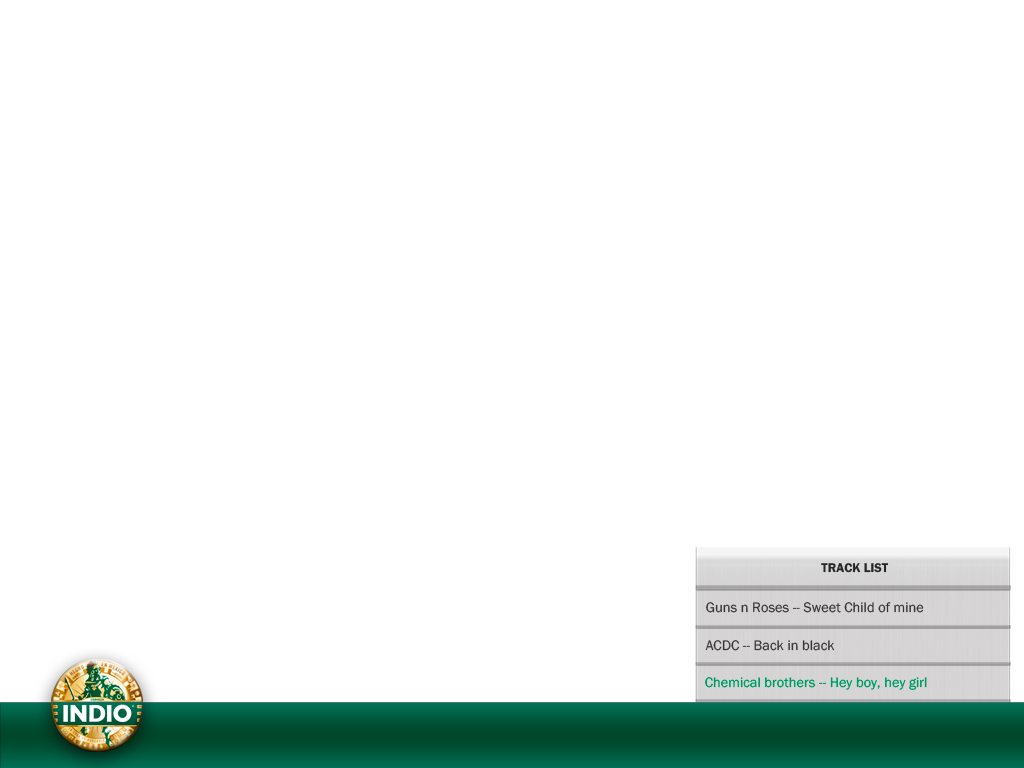 TRACK LIST
Guns n Roses -- Sweet Child of mine
ACDC -- Back in black
Chemical brothers -- Hey boy, hey girl
INDIO